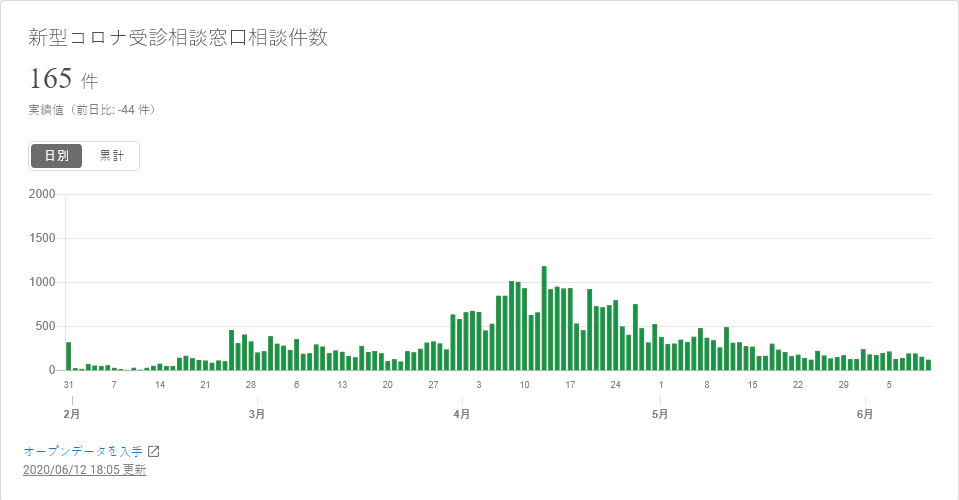 新型コロナ受診相談窓口相談件数
165 件
実績値（前日比: -44 件）
日別 累計
2000
1500
1000
500
0
31 7 14 21 28 6 13 20 27 3 10 17 24 1 8 15 22 29 5
2月 3月 4月 5月 6月
オープンデータを入手
2020/06/12 18:05 更新